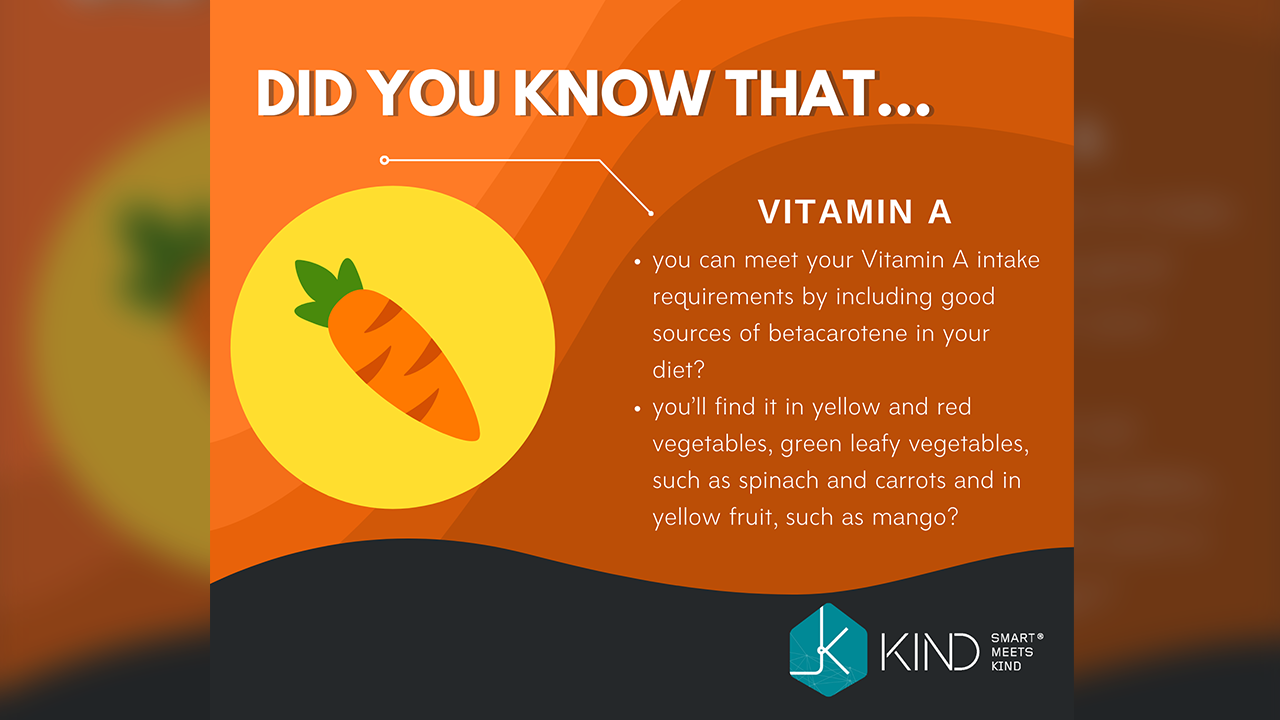 DID YOU KNOW THAT...
VITAMIN A
• you can meet your Vitamin A intake
requirements by including good
sources of betacarotene in your
diet?
• you’ll find it in yellow and red
vegetables, green leafy vegetables,
such as spinach and carrots and in
yellow fruit, such as mango?
KIND
SMART®
MEETS
KIND